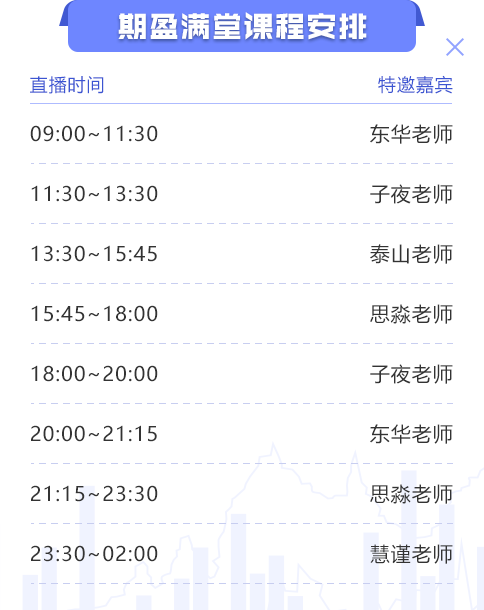 期盈满堂课程安排
直播时间 特邀嘉宾
09:00~11:30 东华老师
11:30~13:30 子夜老师
13:30~15:45 泰山老师
15:45~18:00 思淼老师
18:00~20:00 子夜老师
20:00~21:15 东华老师
21:15~23:30 思淼老师
23:30~02:00 慧谨老师